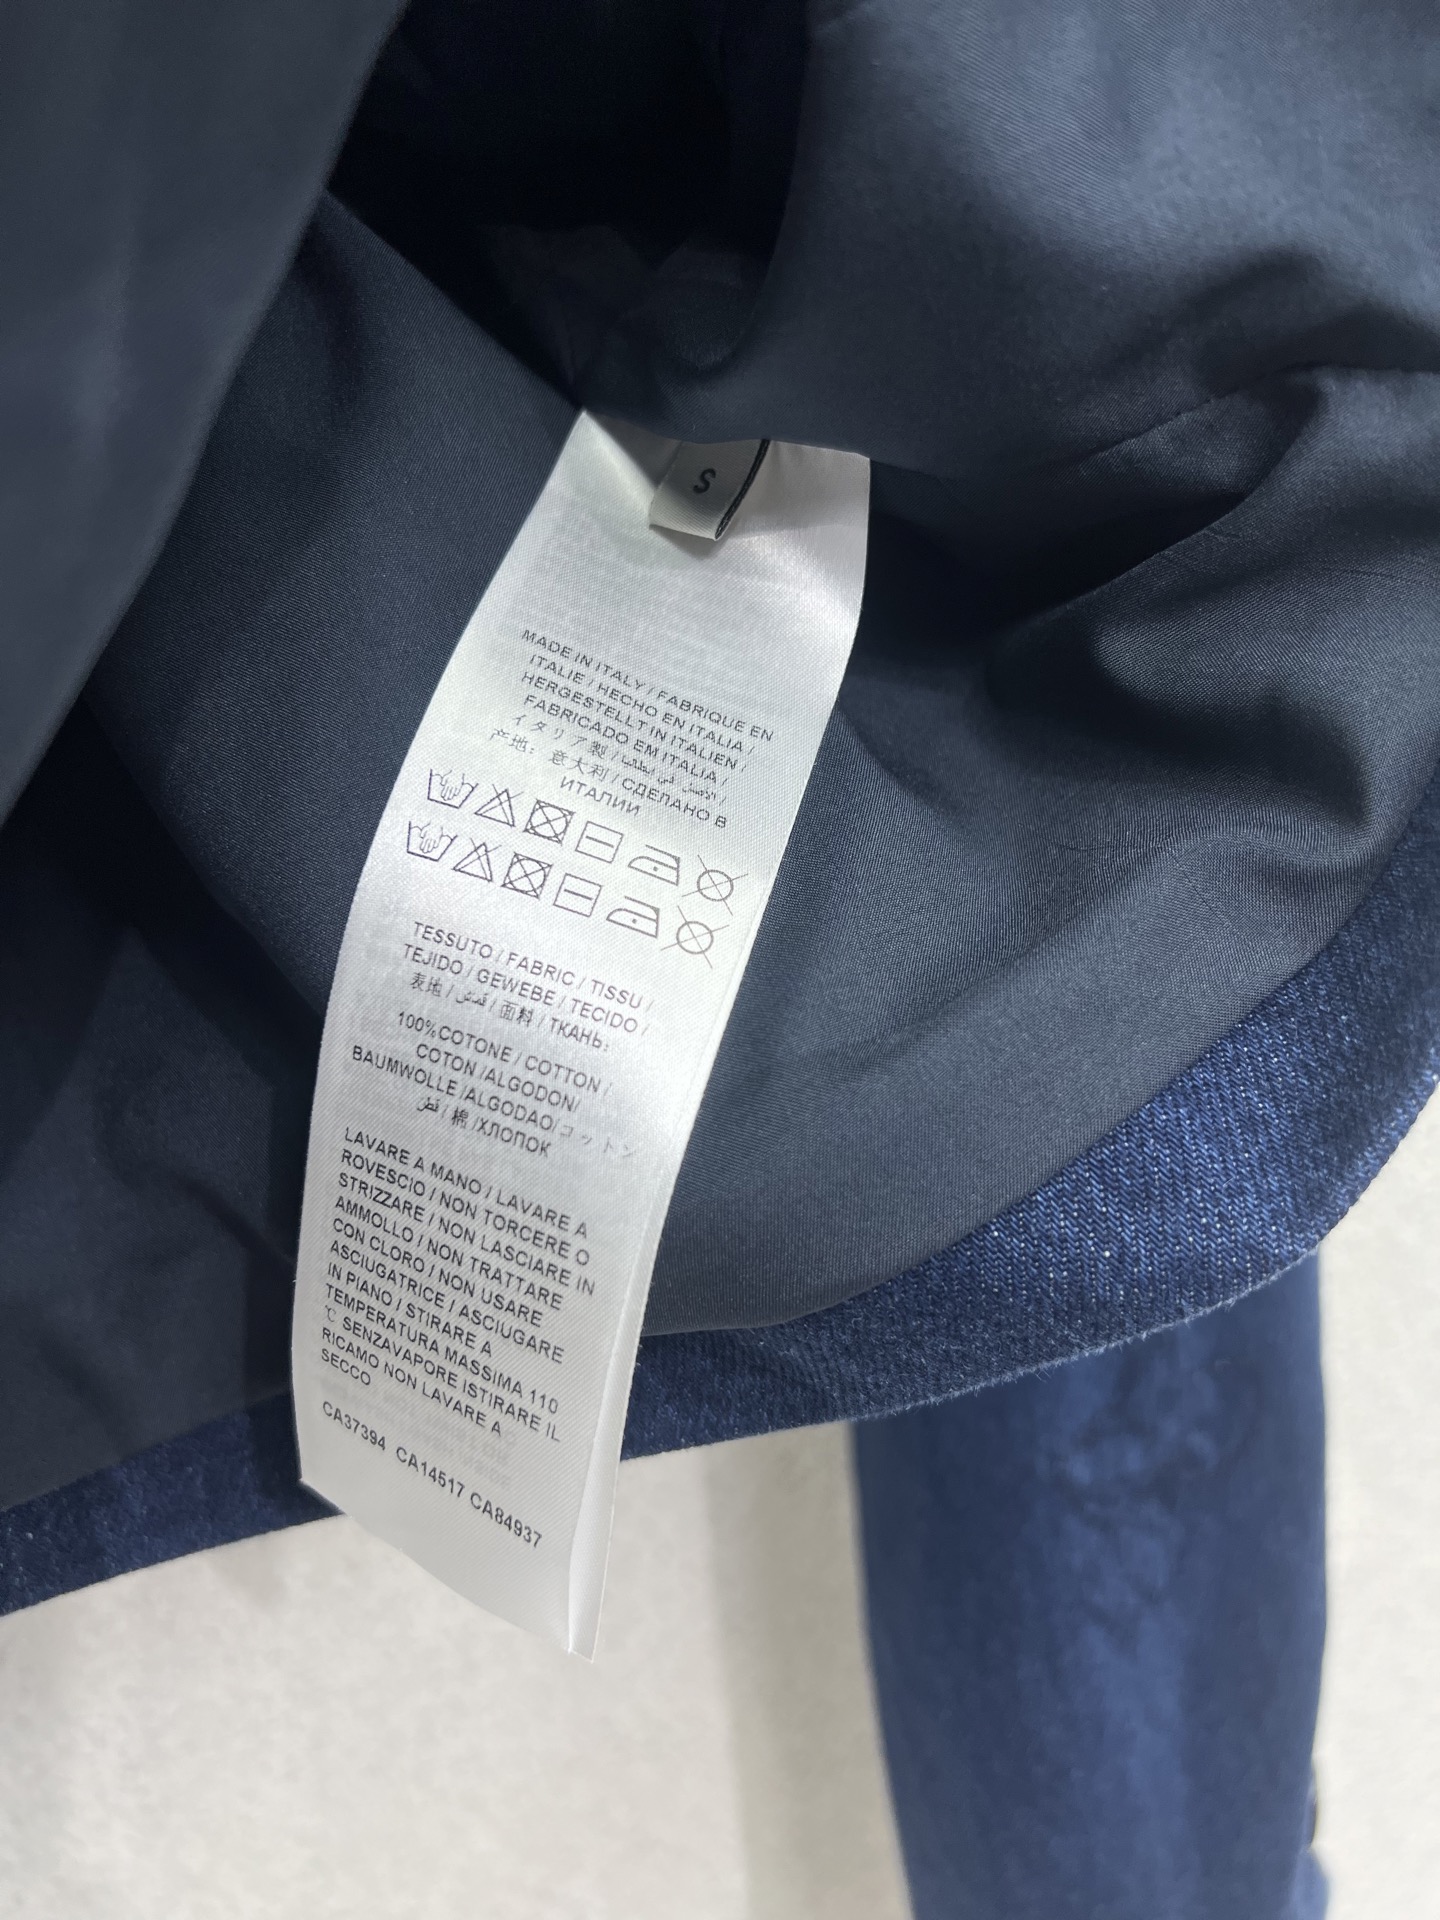 S
MADE IN ITALY / FABRIQUE EN
ITALIE / HECHO EN ITALIA /
HERGESTELLT IN ITALIEN /
FABRICADO EM ITALIA /
イタリア製 /
产地：意大利 / СДЕЛАНО В
ИТАЛИИ
TESSUTO / FABRIC / TISSU /
TEJIDO / GEWEBE / TECIDO /
表地 / قماش / 面料 / ТКАНЬ:
100%COTONE / COTTON /
COTON /ALGODON/
BAUMWOLLE /ALGODAO/コットン
/ قطن / 棉 /ХЛОПОК
LAVARE A MANO / LAVARE A
ROVESCIO / NON TORCERE O
STRIZZARE / NON LASCIARE IN
AMMOLLO / NON TRATTARE
CON CLORO / NON USARE
ASCIUGATRICE / ASCIUGARE
IN PIANO / STIRARE A
TEMPERATURA MASSIMA 110
℃ SENZAVAPORE ISTIRARE IL
RICAMO NON LAVARE A
SECCO
CA37394 CA14517 CA84937